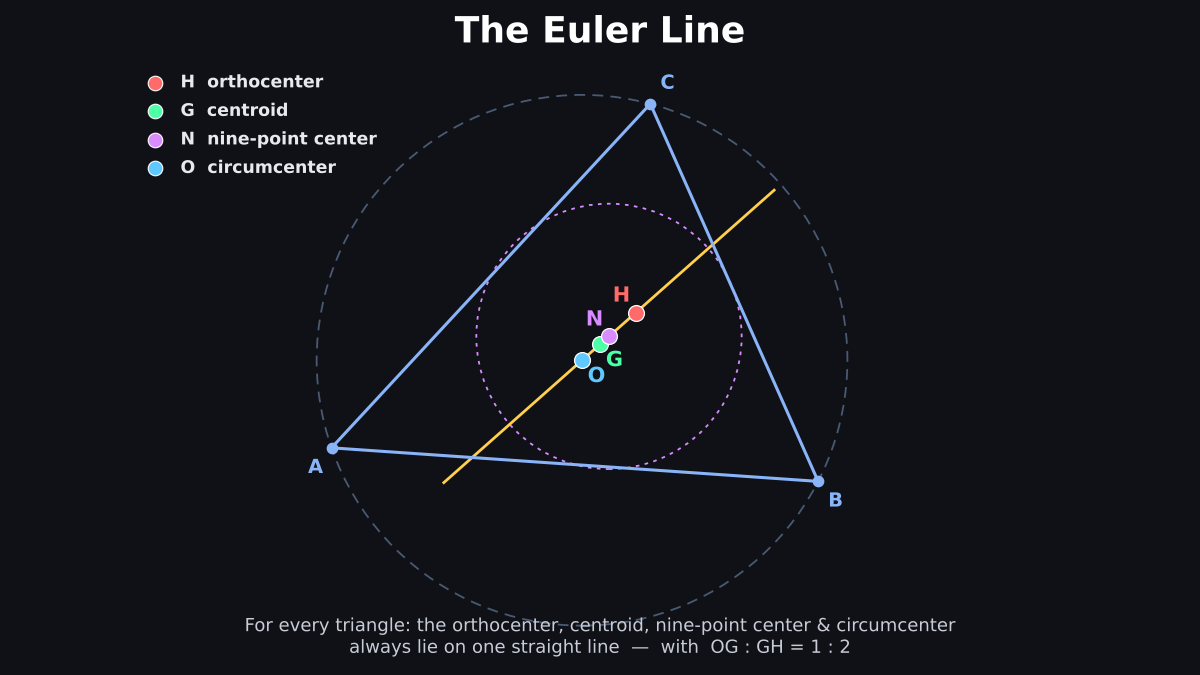 The Euler Line
H orthocenter
G centroid
N nine-point center
O circumcenter
C
H
N
G
O
A
B
For every triangle: the orthocenter, centroid, nine-point center & circumcenter
always lie on one straight line — with OG : GH = 1 : 2